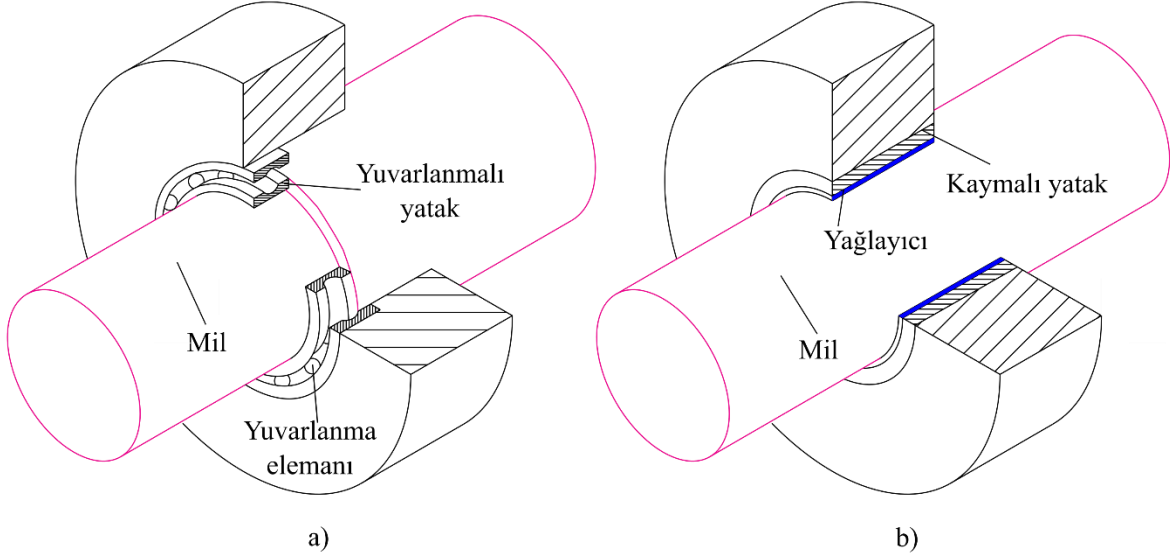 Yuvarlanmalı
yatak
Mil
Yuvarlanma
elemanı
a)
Kaymalı yatak
Yağlayıcı
Mil
b)